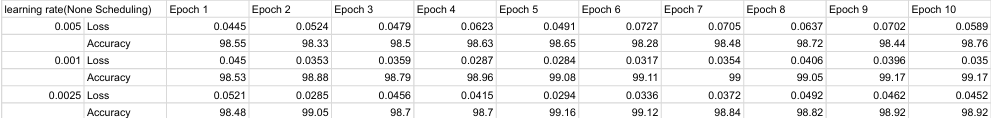 learning rate(None Scheduling) Epoch 1 Epoch 2 Epoch 3 Epoch 4 Epoch 5 Epoch 6 Epoch 7 Epoch 8 Epoch 9 Epoch 10
0.005 Loss 0.0445 0.0524 0.0479 0.0623 0.0491 0.0727 0.0705 0.0637 0.0702 0.0589
Accuracy 98.55 98.33 98.5 98.63 98.65 98.28 98.48 98.72 98.44 98.76
0.001 Loss 0.045 0.0353 0.0359 0.0287 0.0284 0.0317 0.0354 0.0406 0.0396 0.035
Accuracy 98.53 98.88 98.79 98.96 99.08 99.11 99 99.05 99.17 99.17
0.0025 Loss 0.0521 0.0285 0.0456 0.0415 0.0294 0.0336 0.0372 0.0492 0.0462 0.0452
Accuracy 98.48 99.05 98.7 98.7 99.16 99.12 98.84 98.82 98.92 98.92